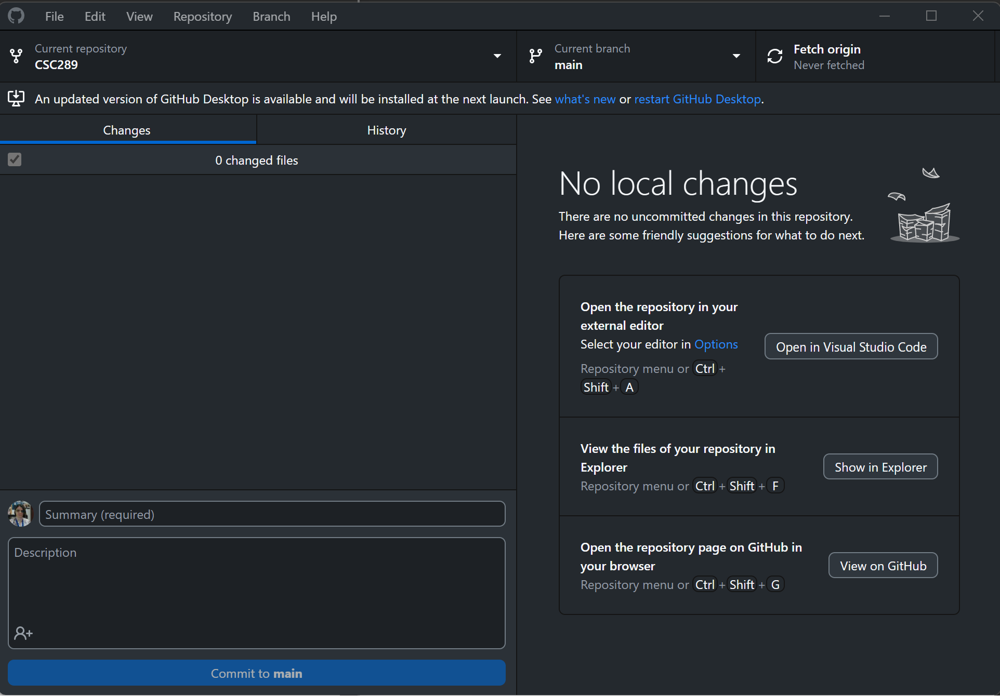 File Edit View Repository Branch Help
Current repository
CSC289
Current branch
main
Fetch origin
Never fetched
An updated version of GitHub Desktop is available and will be installed at the next launch. See what's new or restart GitHub Desktop.
Changes
History
0 changed files
No local changes
There are no uncommitted changes in this repository.
Here are some friendly suggestions for what to do next.
Open the repository in your
external editor
Select your editor in Options
Repository menu or Ctrl +
Shift + A
Open in Visual Studio Code
View the files of your repository in
Explorer
Repository menu or Ctrl + Shift + F
Show in Explorer
Open the repository page on GitHub in
your browser
Repository menu or Ctrl + Shift + G
View on GitHub
Summary (required)
Description
Commit to main